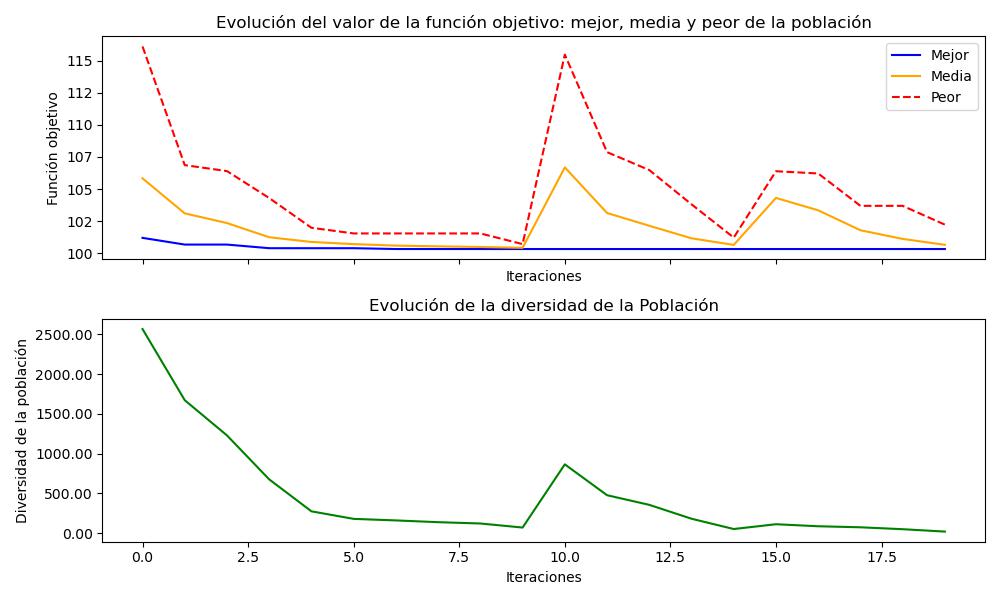 Evolución del valor de la función objetivo: mejor, media y peor de la población
Función objetivo
115
112
110
107
105
102
100
Mejor
Media
Peor
Iteraciones
Evolución de la diversidad de la Población
Diversidad de la población
2500.00
2000.00
1500.00
1000.00
500.00
0.00
0.0 2.5 5.0 7.5 10.0 12.5 15.0 17.5
Iteraciones